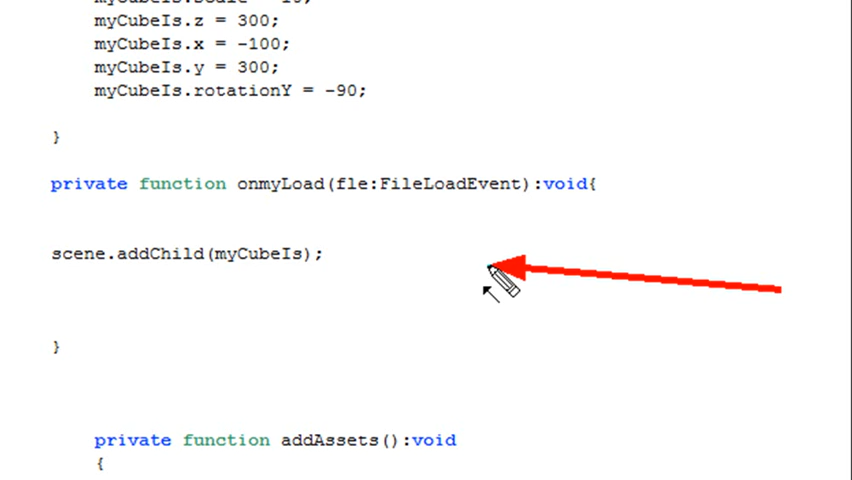 myCubeIs.z = 300;
myCubeIs.x = -100;
myCubeIs.y = 300;
myCubeIs.rotationY = -90;
}
private function onmyLoad(fle:FileLoadEvent):void{
scene.addChild(myCubeIs);
}
private function addAssets():void
{